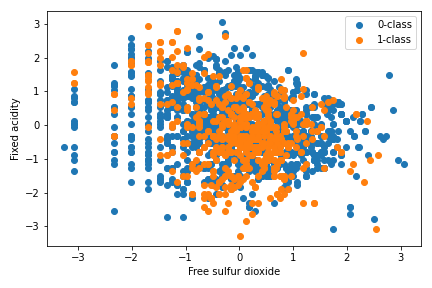 0-class
1-class
3
2
1
0
−1
−2
−3
Fixed acidity
−3 −2 −1 0 1 2 3
Free sulfur dioxide